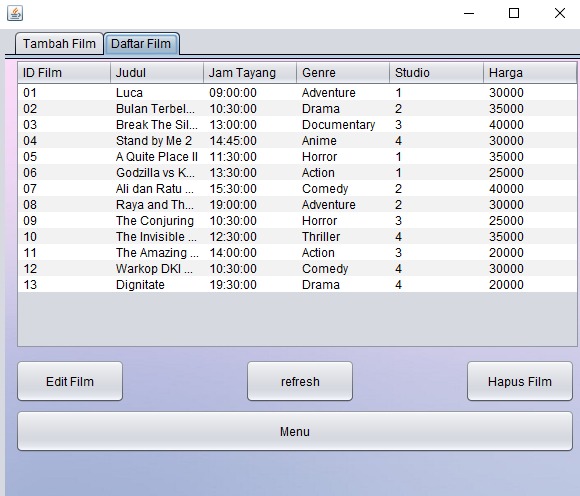 Tambah Film Daftar Film
ID Film Judul Jam Tayang Genre Studio Harga
01 Luca 09:00:00 Adventure 1 30000
02 Bulan Terbel... 10:30:00 Drama 2 35000
03 Break The Sil... 13:00:00 Documentary 3 40000
04 Stand by Me 2 14:45:00 Anime 4 30000
05 A Quite Place II 11:30:00 Horror 1 35000
06 Godzilla vs K... 13:30:00 Action 1 25000
07 Ali dan Ratu ... 15:30:00 Comedy 2 40000
08 Raya and Th... 19:00:00 Adventure 2 30000
09 The Conjuring 10:30:00 Horror 3 25000
10 The Invisible ... 12:30:00 Thriller 4 35000
11 The Amazing ... 14:00:00 Action 3 20000
12 Warkop DKI ... 10:30:00 Comedy 4 30000
13 Dignitate 19:30:00 Drama 4 20000
Edit Film refresh Hapus Film
Menu